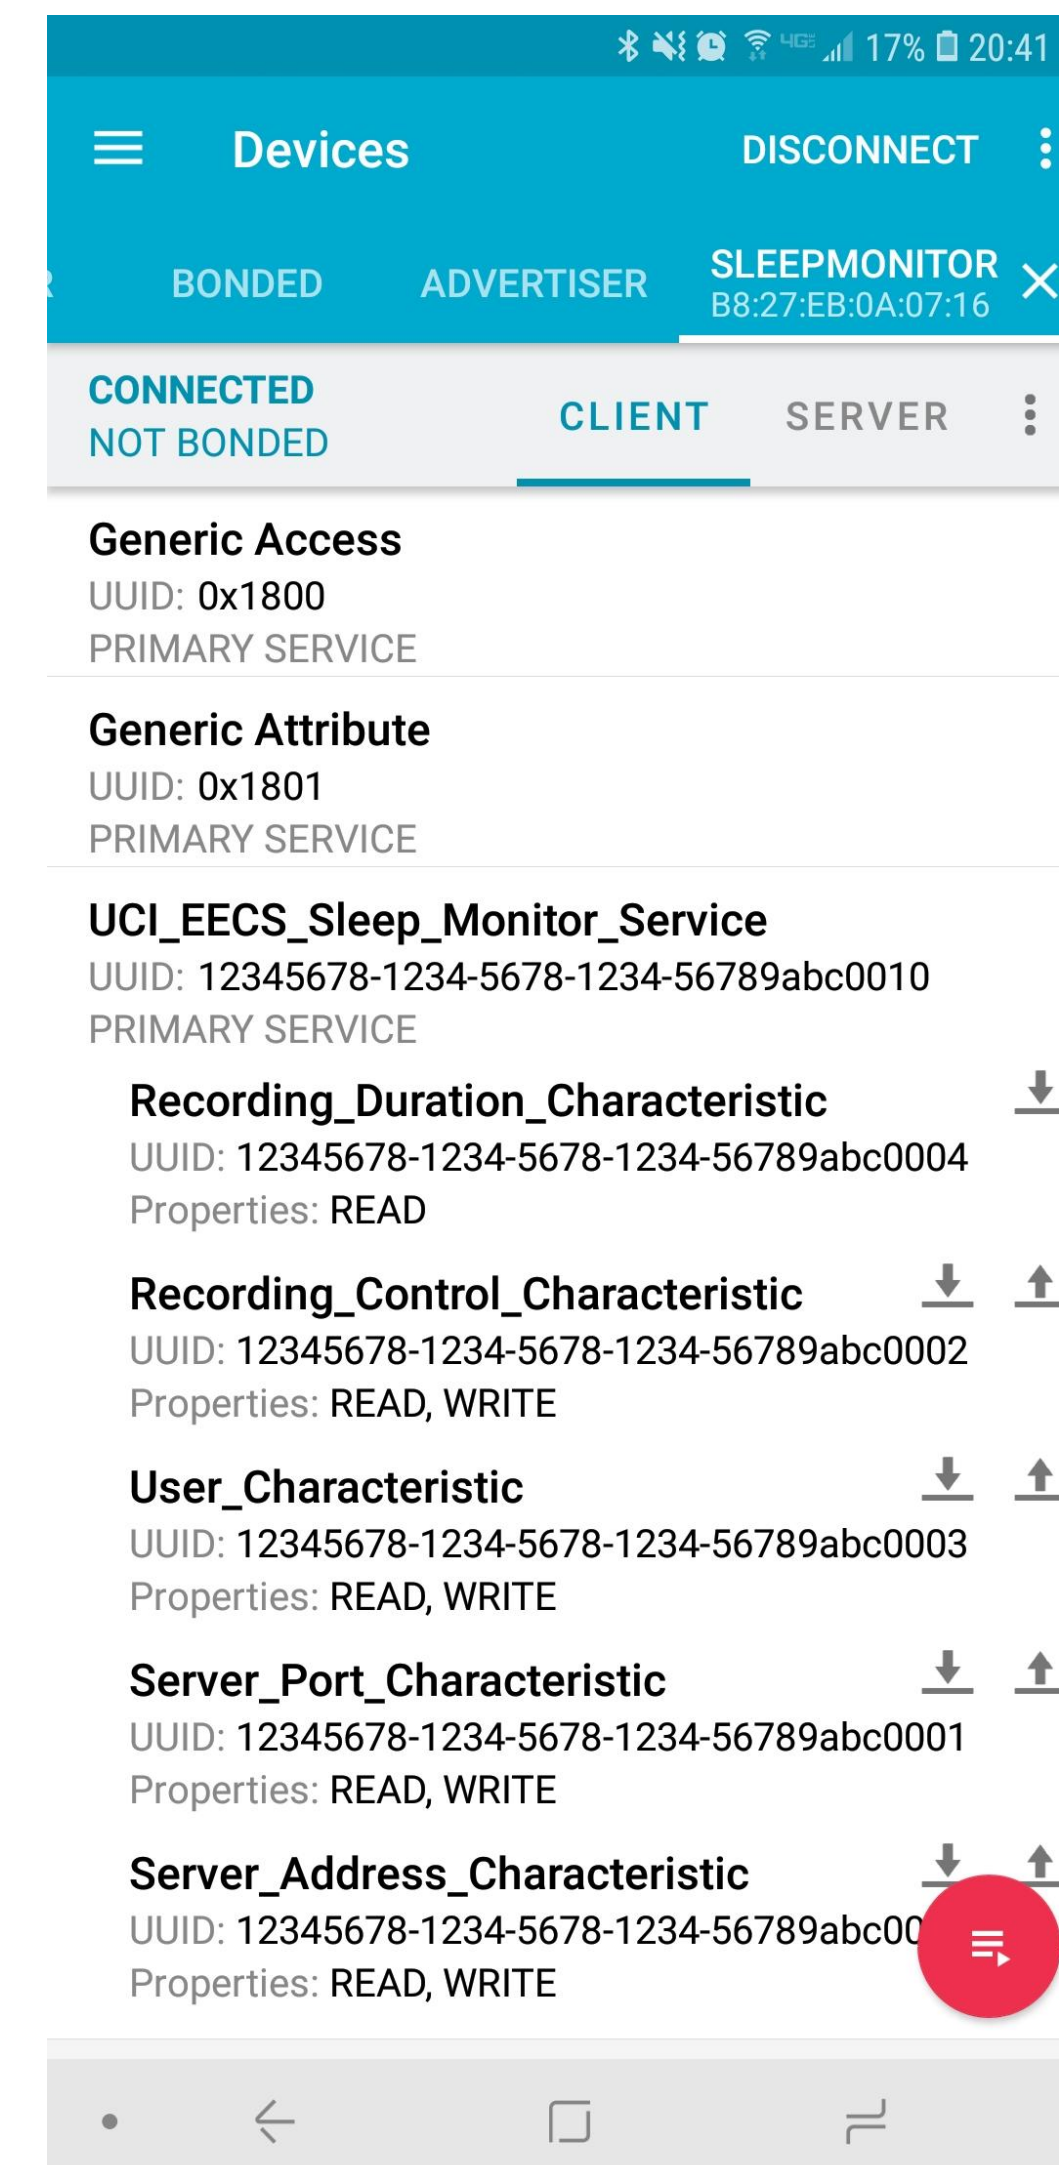 4GE 17% 20:41
Devices DISCONNECT
BONDED ADVERTISER SLEEPMONITOR
B8:27:EB:0A:07:16
CONNECTED
NOT BONDED
CLIENT SERVER
Generic Access
UUID: 0x1800
PRIMARY SERVICE
Generic Attribute
UUID: 0x1801
PRIMARY SERVICE
UCI_EECS_Sleep_Monitor_Service
UUID: 12345678-1234-5678-1234-56789abc0010
PRIMARY SERVICE
Recording_Duration_Characteristic
UUID: 12345678-1234-5678-1234-56789abc0004
Properties: READ
Recording_Control_Characteristic
UUID: 12345678-1234-5678-1234-56789abc0002
Properties: READ, WRITE
User_Characteristic
UUID: 12345678-1234-5678-1234-56789abc0003
Properties: READ, WRITE
Server_Port_Characteristic
UUID: 12345678-1234-5678-1234-56789abc0001
Properties: READ, WRITE
Server_Address_Characteristic
UUID: 12345678-1234-5678-1234-56789abc00
Properties: READ, WRITE